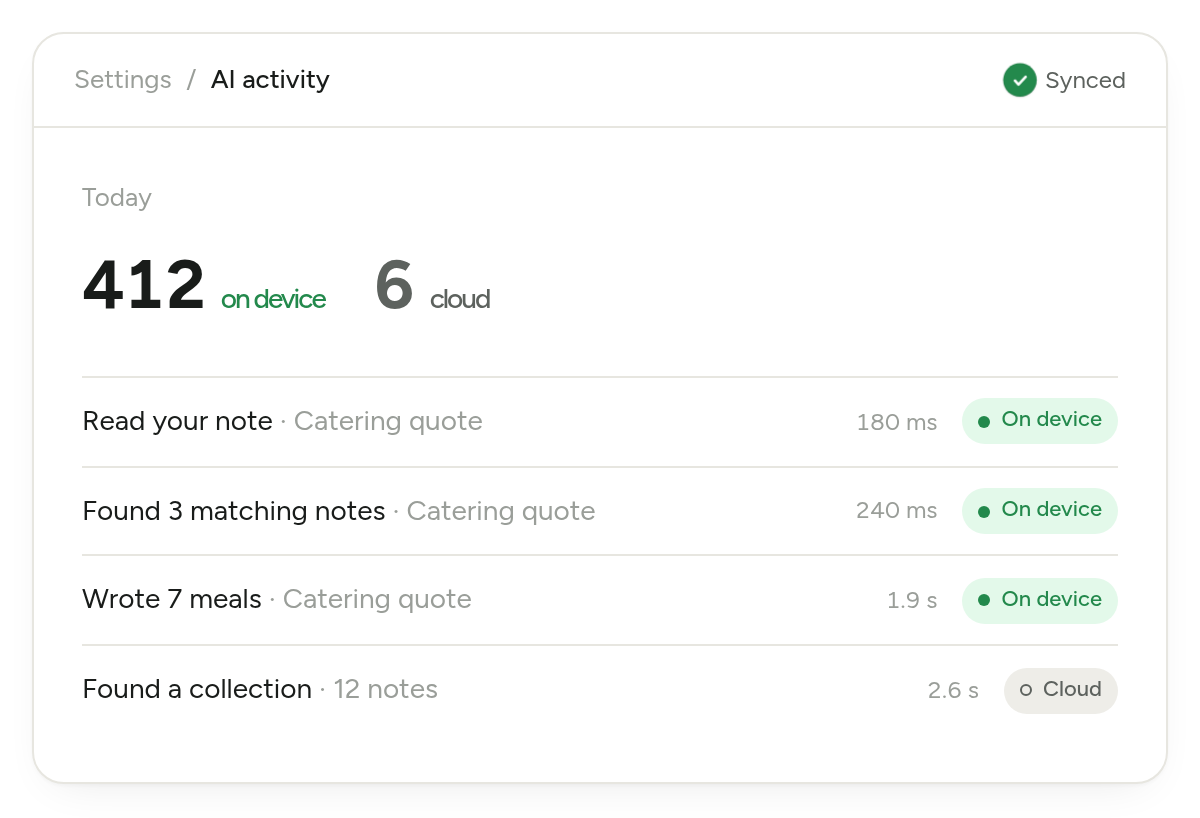 Settings / AI activity
Synced
Today
412 on device 6 cloud
Read your note · Catering quote 180 ms On device
Found 3 matching notes · Catering quote 240 ms On device
Wrote 7 meals · Catering quote 1.9 s On device
Found a collection · 12 notes 2.6 s Cloud